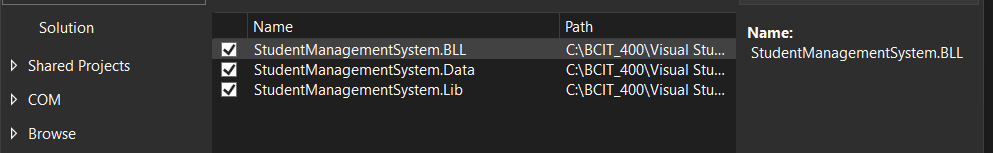 Solution
Shared Projects
COM
Browse
Name Path
StudentManagementSystem.BLL C:\BCIT_400\Visual Stu...
StudentManagementSystem.Data C:\BCIT_400\Visual Stu...
StudentManagementSystem.Lib C:\BCIT_400\Visual Stu...
Name:
StudentManagementSystem.BLL